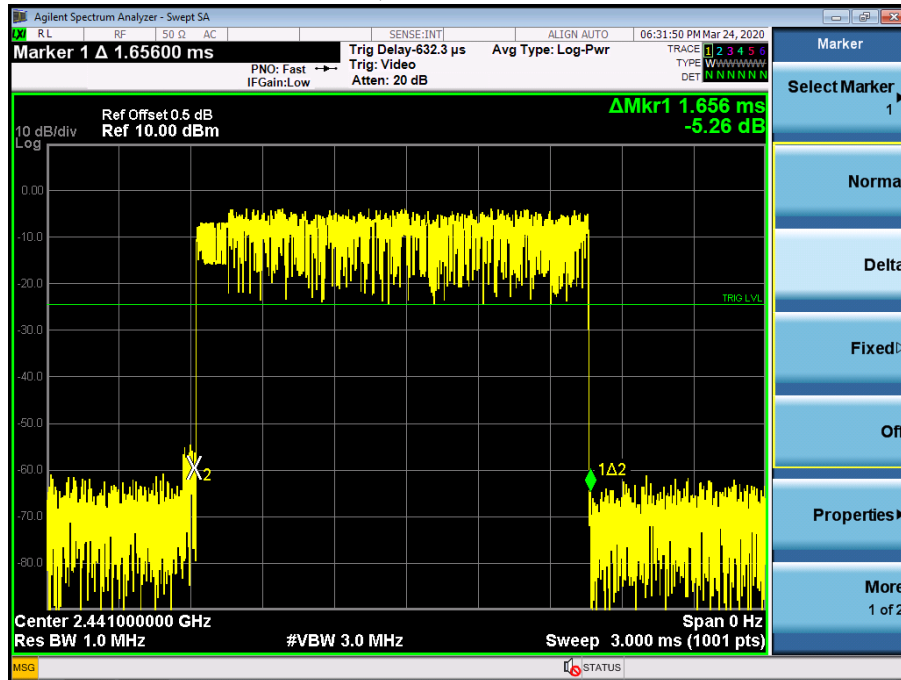 Agilent Spectrum Analyzer - Swept SA
LXI RL RF 50 Ω AC SENSE:INT ALIGN AUTO 06:31:50 PM Mar 24, 2020
Marker 1 Δ 1.65600 ms
PNO: Fast
IFGain:Low
Trig Delay-632.3 µs
Trig: Video
Atten: 20 dB
Avg Type: Log-Pwr
TRACE 1 2 3 4 5 6
TYPE WWWWWW
DET N N N N N N
ΔMkr1 1.656 ms
-5.26 dB
Ref Offset 0.5 dB
10 dB/div Ref 10.00 dBm
Log
0.00
-10.0
-20.0
TRIG LVL
-30.0
-40.0
-50.0
-60.0
X2
1Δ2
-70.0
-80.0
Center 2.441000000 GHz Span 0 Hz
Res BW 1.0 MHz #VBW 3.0 MHz Sweep 3.000 ms (1001 pts)
MSG STATUS
Marker
Select Marker
1
Norma
Delta
Fixed
Of
Properties
More
1 of 2